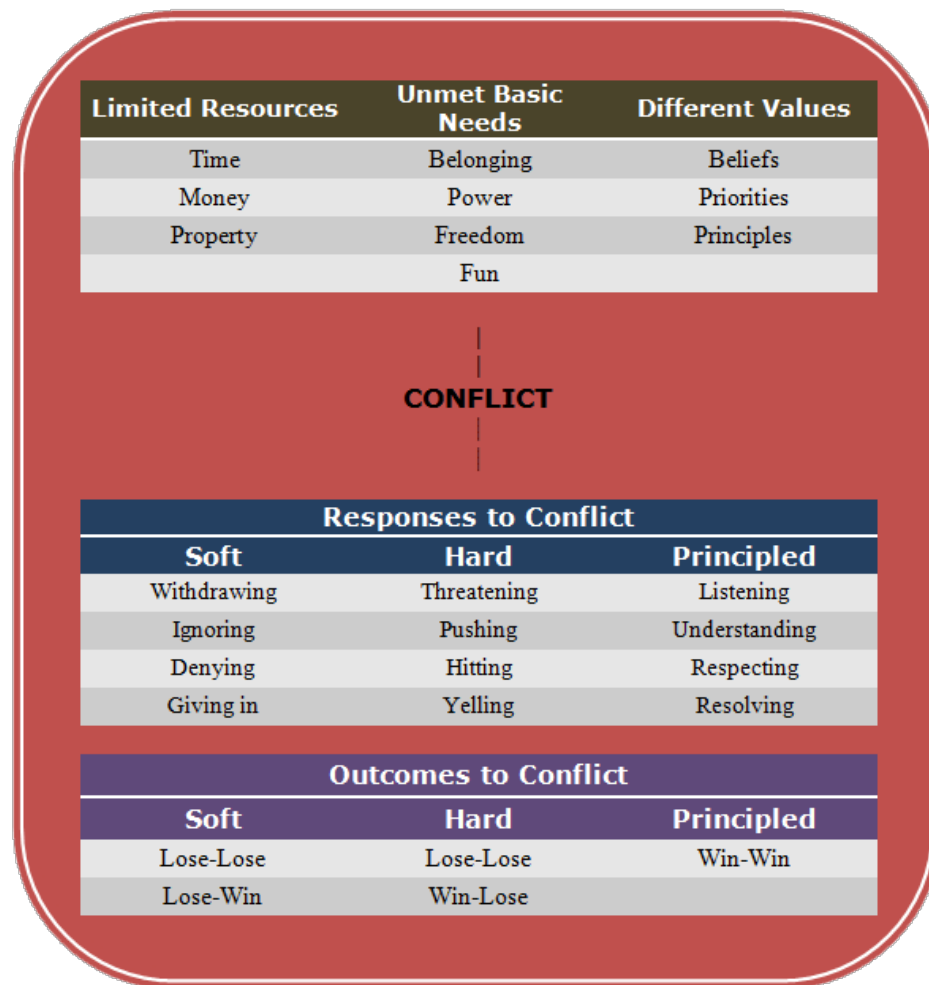 Limited Resources Unmet Basic Needs Different Values
Time Belonging Beliefs
Money Power Priorities
Property Freedom Principles
Fun
CONFLICT
Responses to Conflict
Soft Hard Principled
Withdrawing Threatening Listening
Ignoring Pushing Understanding
Denying Hitting Respecting
Giving in Yelling Resolving
Outcomes to Conflict
Soft Hard Principled
Lose-Lose Lose-Lose Win-Win
Lose-Win Win-Lose